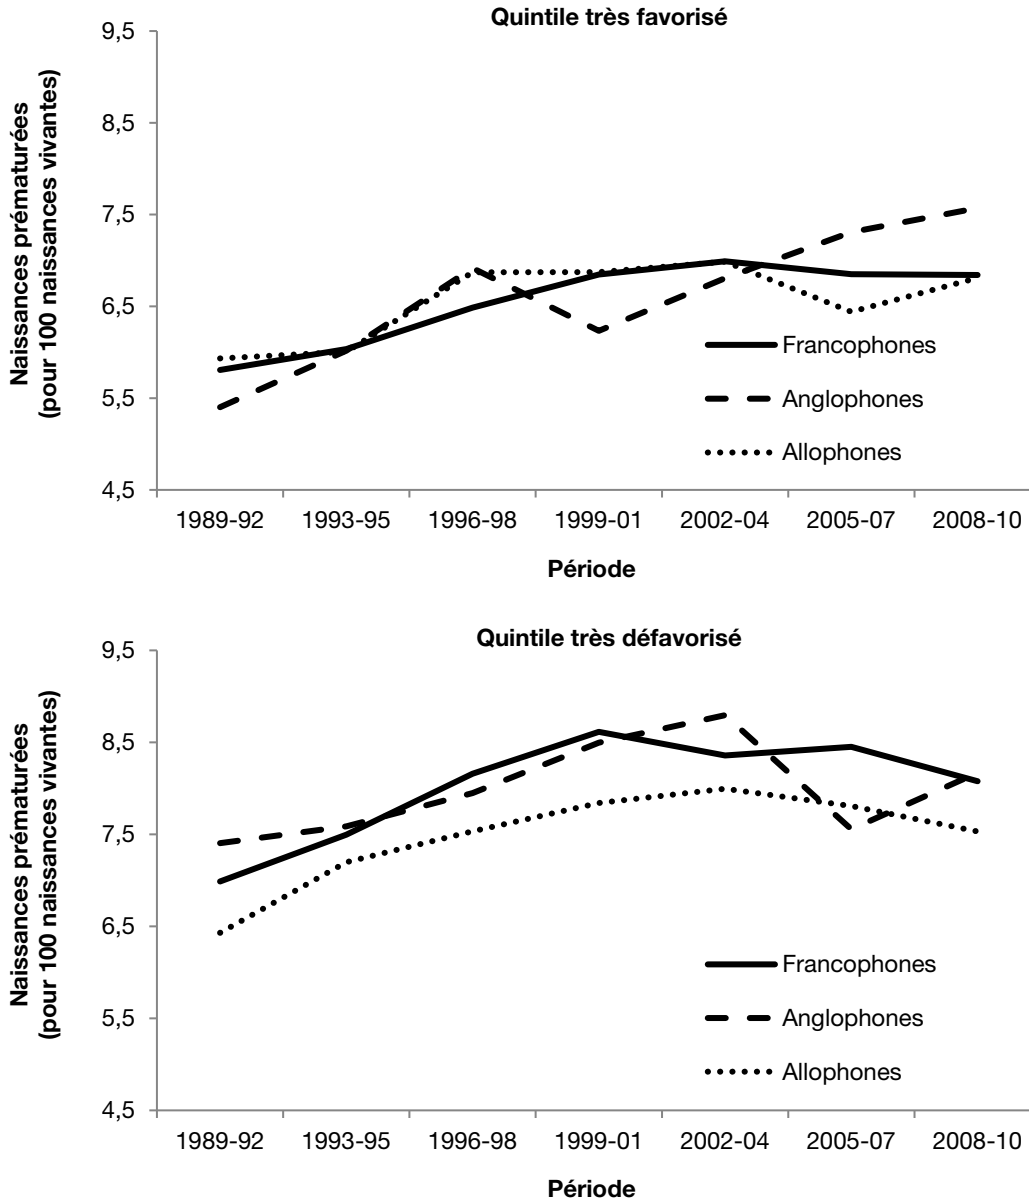 Quintile très favorisé
Naissances prématurées
(pour 100 naissances vivantes)
9,5
8,5
7,5
6,5
5,5
4,5
Francophones
Anglophones
Allophones
1989-92 1993-95 1996-98 1999-01 2002-04 2005-07 2008-10
Période
Quintile très défavorisé
Naissances prématurées
(pour 100 naissances vivantes)
9,5
8,5
7,5
6,5
5,5
4,5
Francophones
Anglophones
Allophones
1989-92 1993-95 1996-98 1999-01 2002-04 2005-07 2008-10
Période